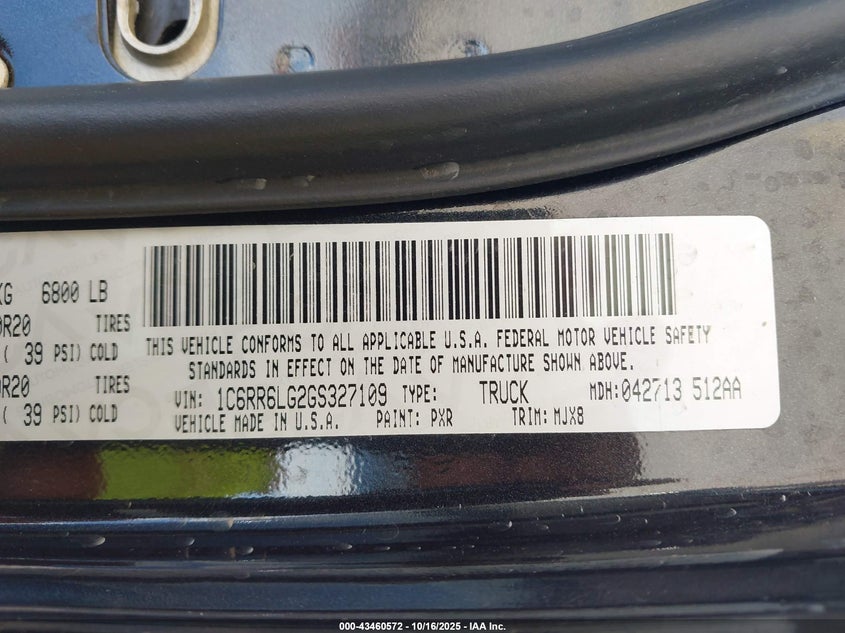 KG 6800 LB
0R20 TIRES
( 39 PSI) COLD
0R20 TIRES
( 39 PSI) COLD
THIS VEHICLE CONFORMS TO ALL APPLICABLE U.S.A. FEDERAL MOTOR VEHICLE SAFETY
STANDARDS IN EFFECT ON THE DATE OF MANUFACTURE SHOWN ABOVE.
VIN: 1C6RR6LG2GS327109 TYPE: TRUCK MDH:042713 512AA
VEHICLE MADE IN U.S.A. PAINT: PXR TRIM: MJX8
000-43460572 - 10/16/2025 - IAA Inc.